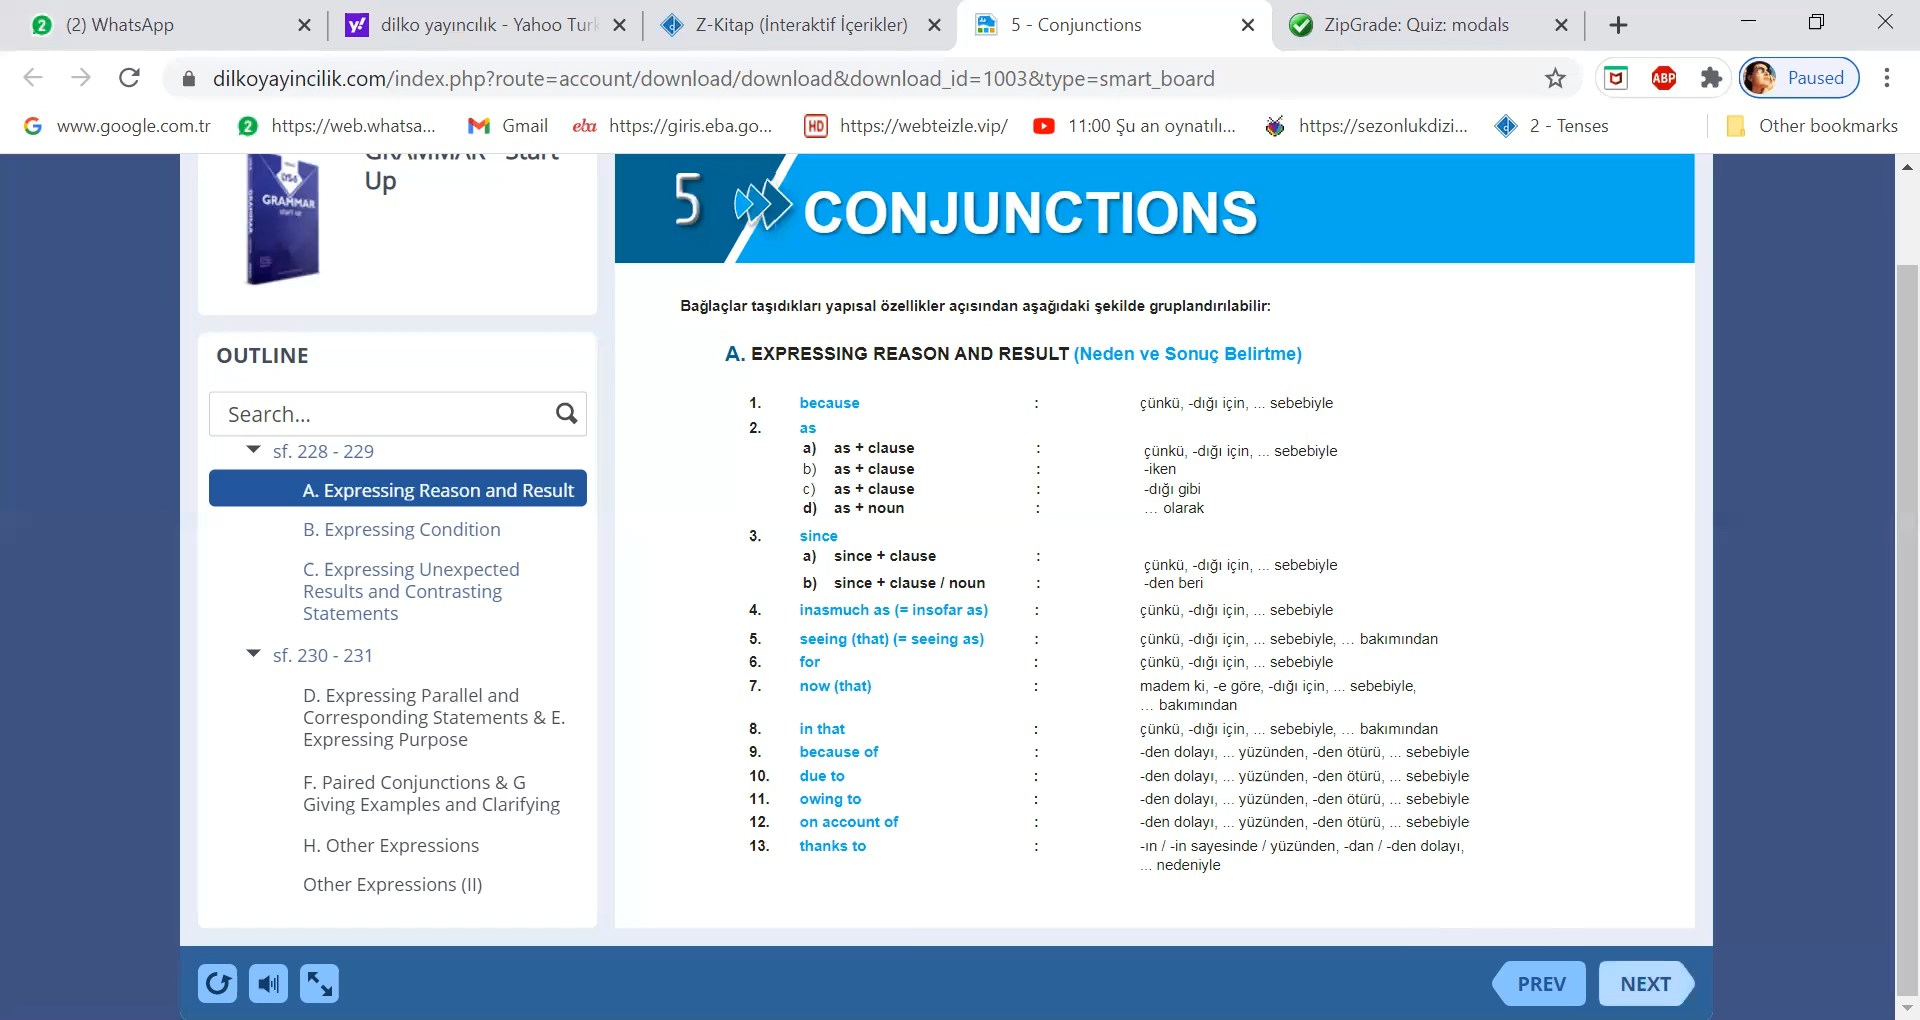 (2) WhatsApp
dilko yayıncılık - Yahoo Turk
Z-Kitap (İnteraktif İçerikler)
5 - Conjunctions
ZipGrade: Quiz: modals
dilkoyayincilik.com/index.php?route=account/download/download&download_id=1003&type=smart_board
ABP
Paused
www.google.com.tr
https://web.whatsa...
Gmail
eba
https://giris.eba.go...
HD
https://webteizle.vip/
11:00 Şu an oynatılı...
https://sezonlukdizi...
2 - Tenses
Other bookmarks
GRAMMAR - Start
Up
GRAMMAR
start up
OUTLINE
Search...
sf. 228 - 229
A. Expressing Reason and Result
B. Expressing Condition
C. Expressing Unexpected
Results and Contrasting
Statements
sf. 230 - 231
D. Expressing Parallel and
Corresponding Statements & E.
Expressing Purpose
F. Paired Conjunctions & G
Giving Examples and Clarifying
H. Other Expressions
Other Expressions (II)
5 CONJUNCTIONS
Bağlaçlar taşıdıkları yapısal özellikler açısından aşağıdaki şekilde gruplandırılabilir:
A. EXPRESSING REASON AND RESULT (Neden ve Sonuç Belirtme)
1. because : çünkü, -dığı için, ... sebebiyle
2. as
a) as + clause : çünkü, -dığı için, ... sebebiyle
b) as + clause : -iken
c) as + clause : -dığı gibi
d) as + noun : ... olarak
3. since
a) since + clause : çünkü, -dığı için, ... sebebiyle
b) since + clause / noun : -den beri
4. inasmuch as (= insofar as) : çünkü, -dığı için, ... sebebiyle
5. seeing (that) (= seeing as) : çünkü, -dığı için, ... sebebiyle, ... bakımından
6. for : çünkü, -dığı için, ... sebebiyle
7. now (that) : madem ki, -e göre, -dığı için, ... sebebiyle,
... bakımından
8. in that : çünkü, -dığı için, ... sebebiyle, ... bakımından
9. because of : -den dolayı, ... yüzünden, -den ötürü, ... sebebiyle
10. due to : -den dolayı, ... yüzünden, -den ötürü, ... sebebiyle
11. owing to : -den dolayı, ... yüzünden, -den ötürü, ... sebebiyle
12. on account of : -den dolayı, ... yüzünden, -den ötürü, ... sebebiyle
13. thanks to : -ın / -in sayesinde / yüzünden, -dan / -den dolayı,
... nedeniyle
PREV
NEXT